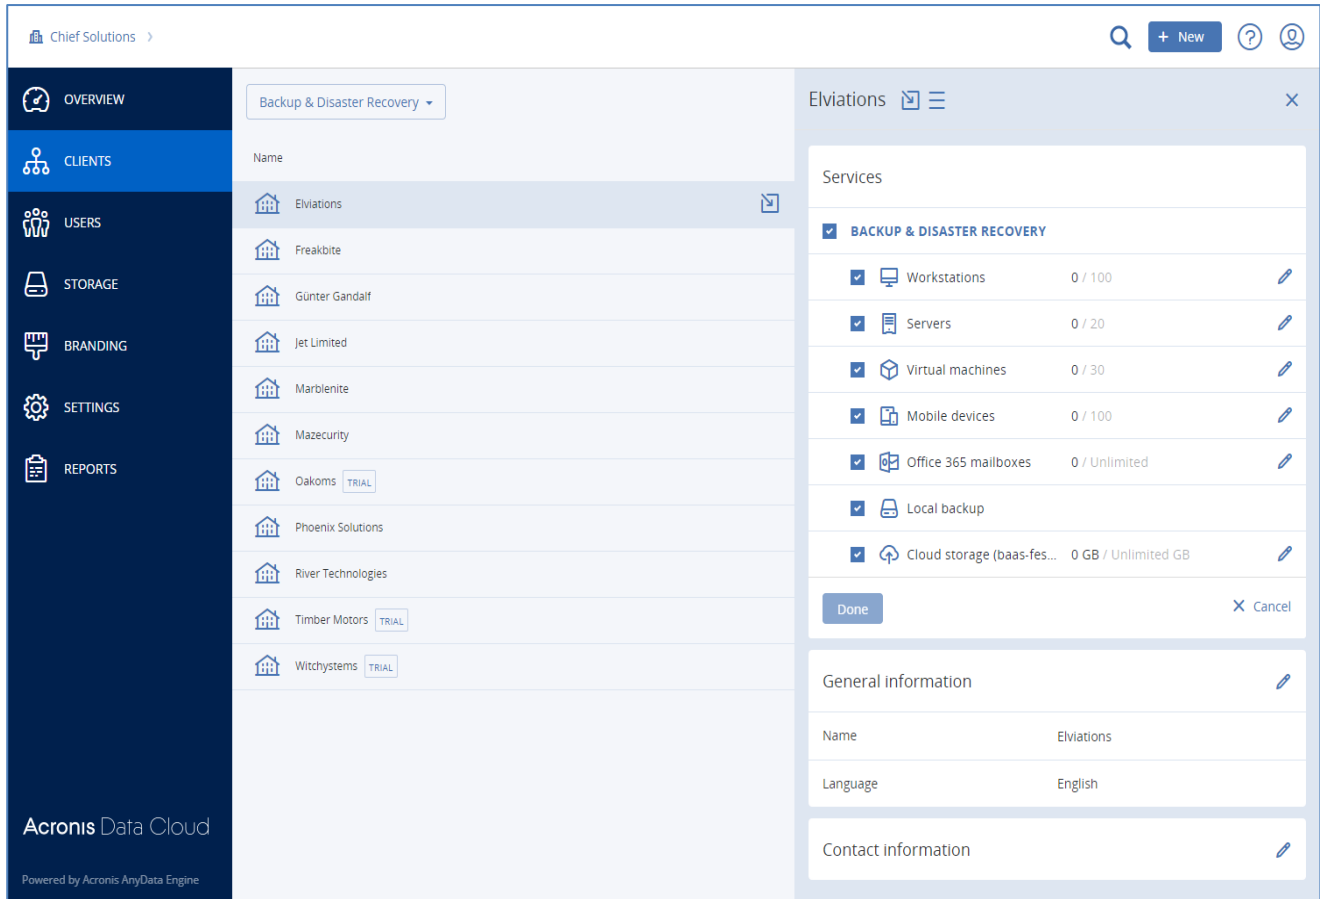 Chief Solutions
+ New
OVERVIEW
CLIENTS
USERS
STORAGE
BRANDING
SETTINGS
REPORTS
Acronis Data Cloud
Powered by Acronis AnyData Engine
Backup & Disaster Recovery
Name
Elviations
Freakbite
Günter Gandalf
Jet Limited
Marblenite
Mazecurity
Oakoms TRIAL
Phoenix Solutions
River Technologies
Timber Motors TRIAL
Witchystems TRIAL
Elviations
Services
BACKUP & DISASTER RECOVERY
Workstations 0 / 100
Servers 0 / 20
Virtual machines 0 / 30
Mobile devices 0 / 100
Office 365 mailboxes 0 / Unlimited
Local backup
Cloud storage (baas-fes... 0 GB / Unlimited GB
Done Cancel
General information
Name Elviations
Language English
Contact information